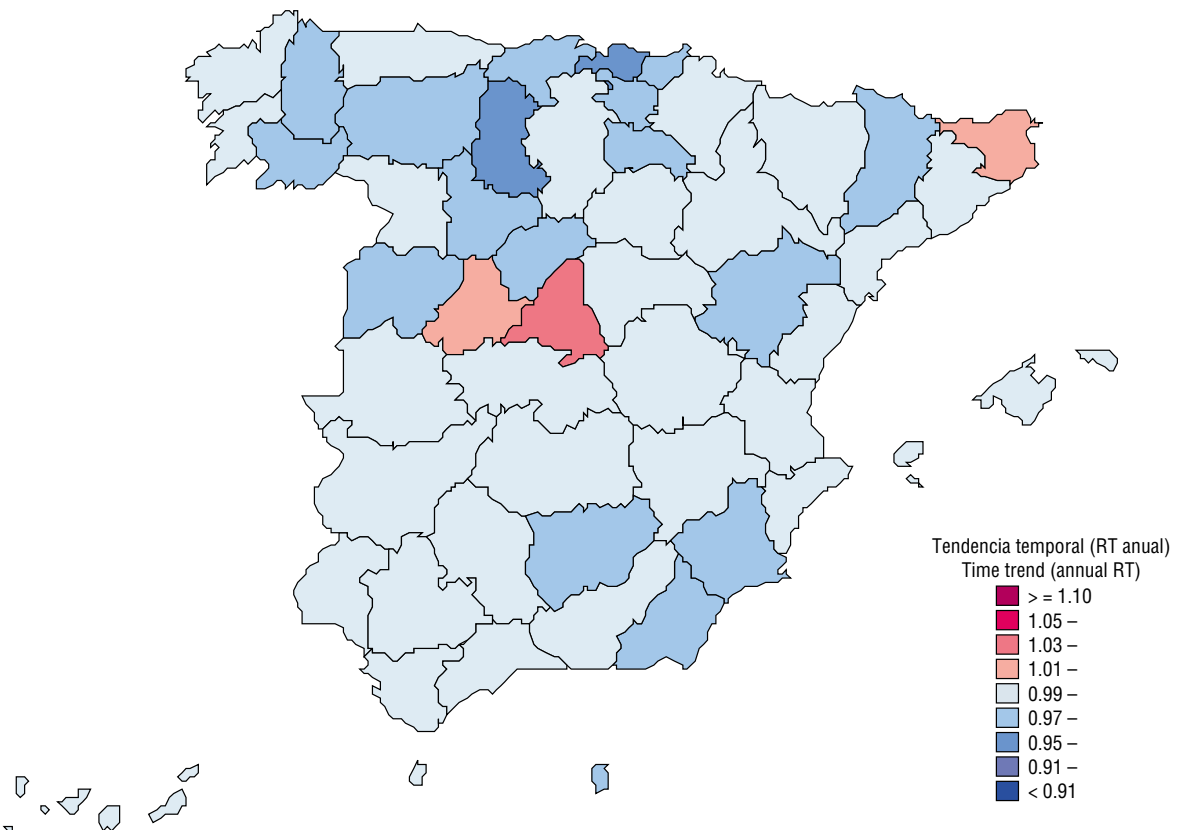 Tendencia temporal (RT anual)
Time trend (annual RT)
> = 1.10
1.05 –
1.03 –
1.01 –
0.99 –
0.97 –
0.95 –
0.91 –
< 0.91